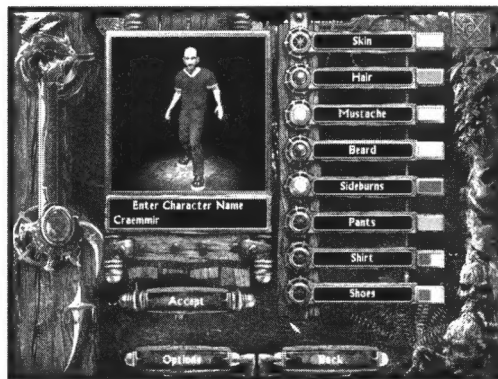 Skin
Hair
Mustache
Beard
Sideburns
Pants
Shirt
Shoes
Enter Character Name
Craemmir
Accept
Options
Back